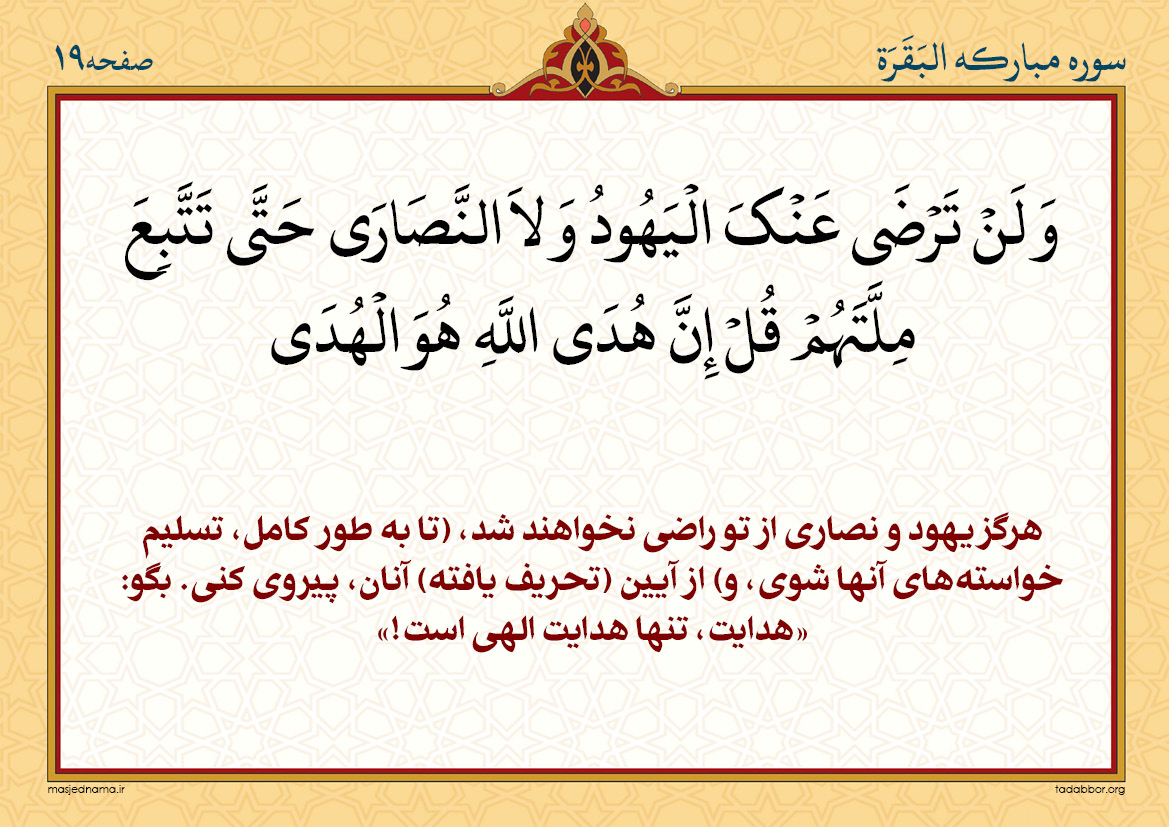 سوره مبارکه البَقَرَة
صفحه۱۹
وَ لَنْ تَرْضَى عَنْکَ الْیَهُودُ وَ لاَ النَّصَارَى حَتَّى تَتَّبِعَ
مِلَّتَهُمْ قُلْ إِنَّ هُدَى اللَّهِ هُوَ الْهُدَى
هرگز یهود و نصاری از تو راضی نخواهند شد، (تا به طور کامل، تسلیم
خواسته‌های آنها شوی، و) از آیین (تحریف یافته) آنان، پیروی کنی. بگو:
«هدایت، تنها هدایت الهی است!»
masjednama.ir
tadabbor.org